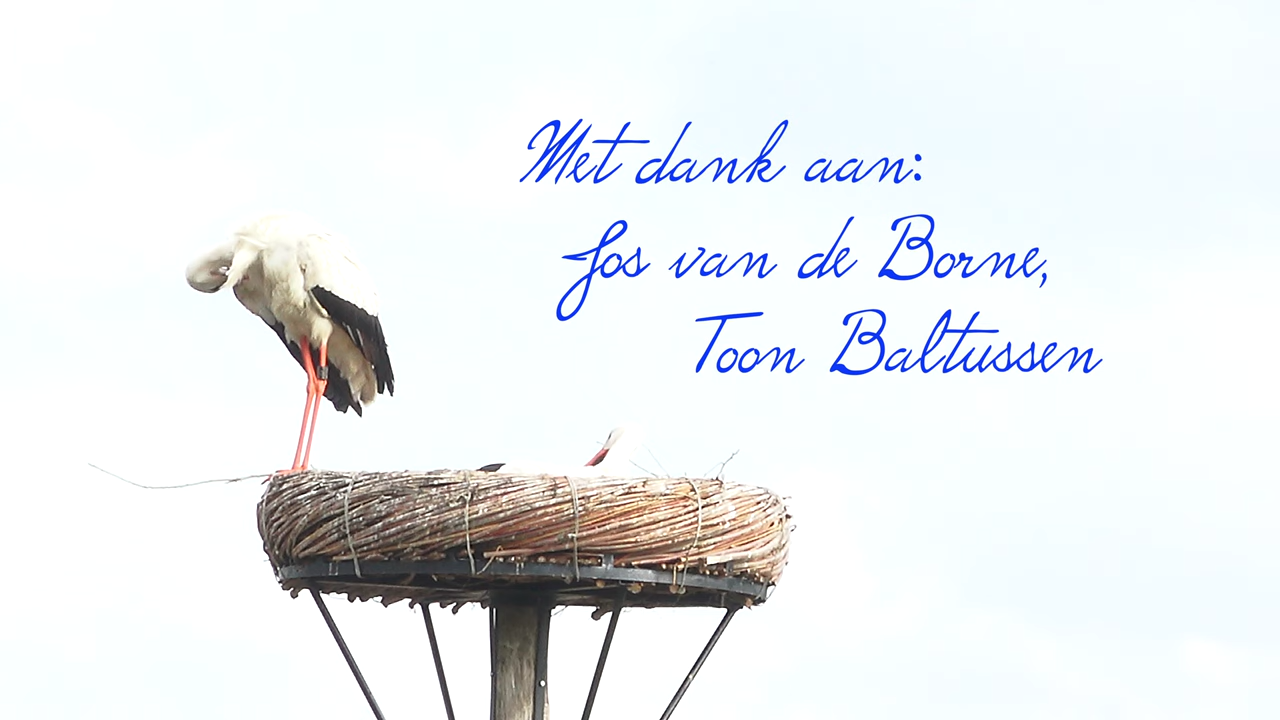 Met dank aan:
Jos van de Borne,
Toon Baltussen